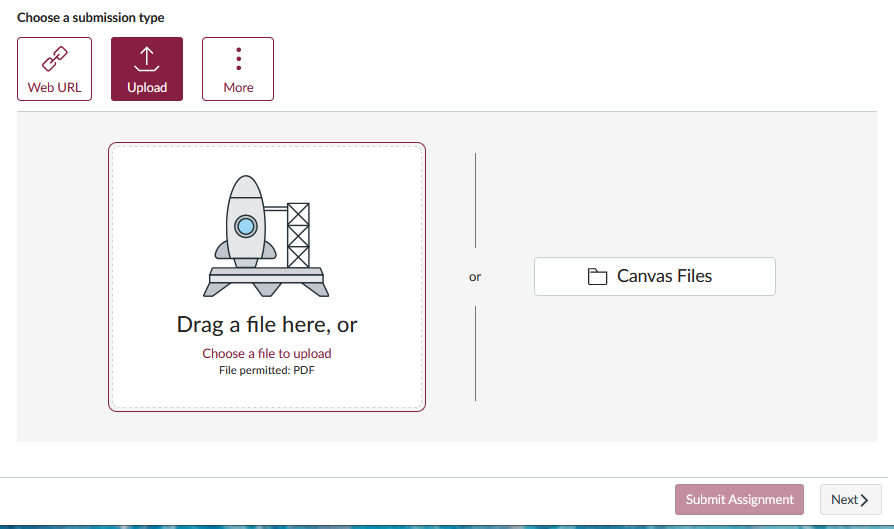 Choose a submission type
Web URL
Upload
More
Drag a file here, or
Choose a file to upload
File permitted: PDF
or
Canvas Files
Submit Assignment
Next